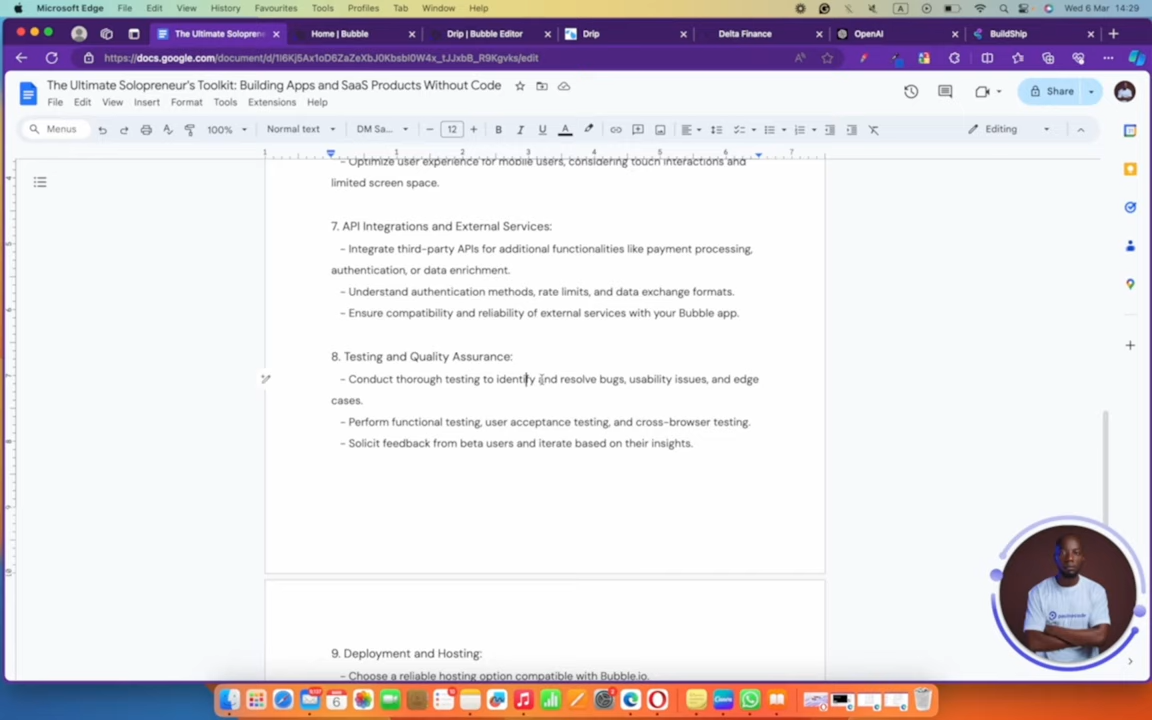 Microsoft Edge File Edit View History Favourites Tools Profiles Tab Window Help Wed 6 Mar 14:29
The Ultimate Soloprene Home | Bubble Drip | Bubble Editor Drip Delta Finance OpenAI BuildShip
The Ultimate Solopreneur's Toolkit: Building Apps and SaaS Products Without Code
Share
File Edit View Insert Format Tools Extensions Help
Menus 100% Normal text DM Sa... 12 Editing
- Optimize user experience for mobile users, considering touch interactions and
limited screen space.
7. API Integrations and External Services:
- Integrate third-party APIs for additional functionalities like payment processing,
authentication, or data enrichment.
- Understand authentication methods, rate limits, and data exchange formats.
- Ensure compatibility and reliability of external services with your Bubble app.
8. Testing and Quality Assurance:
- Conduct thorough testing to identify and resolve bugs, usability issues, and edge
cases.
- Perform functional testing, user acceptance testing, and cross-browser testing.
- Solicit feedback from beta users and iterate based on their insights.
9. Deployment and Hosting:
- Choose a reliable hosting option compatible with Bubble.io.